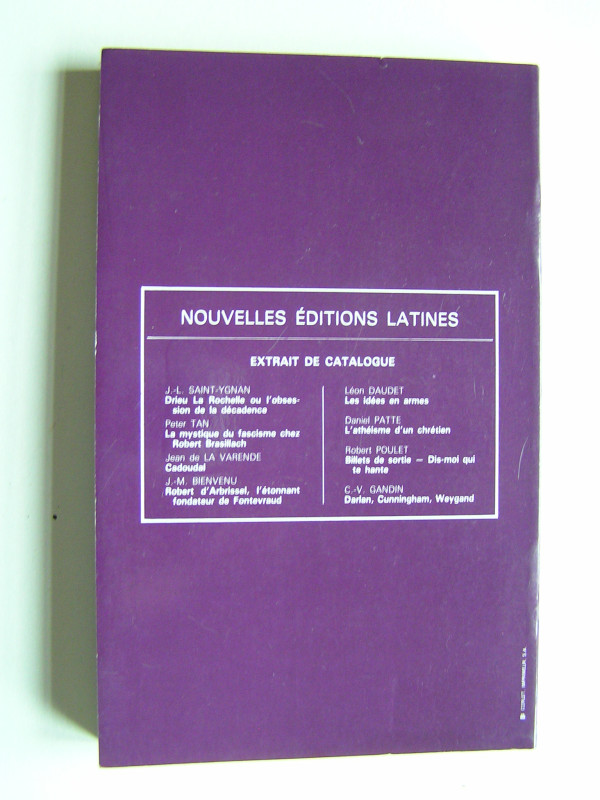 NOUVELLES ÉDITIONS LATINES
EXTRAIT DE CATALOGUE
J.-L. SAINT-YGNAN
Drieu La Rochelle ou l'obses-
sion de la décadence
Peter TAN
La mystique du fascisme chez
Robert Brasillach
Jean de LA VARENDE
Cadoudal
J.-M. BIENVENU
Robert d'Arbrissel, l'étonnant
fondateur de Fontevraud
Léon DAUDET
Les idées en armes
Daniel PATTE
L'athéisme d'un chrétien
Robert POULET
Billets de sortie — Dis-moi qui
te hante
C.-V. GANDIN
Darlan, Cunningham, Weygand
CORLET, IMPRIMEUR, S.A.